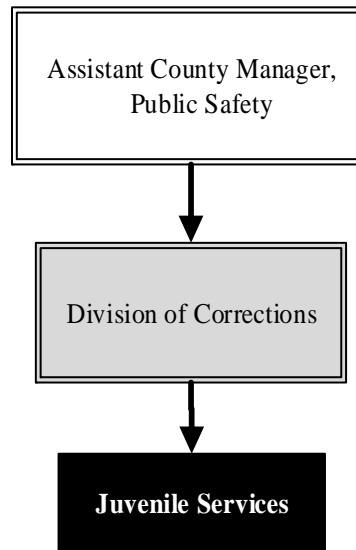 Assistant County Manager,
Public Safety
Division of Corrections
Juvenile Services